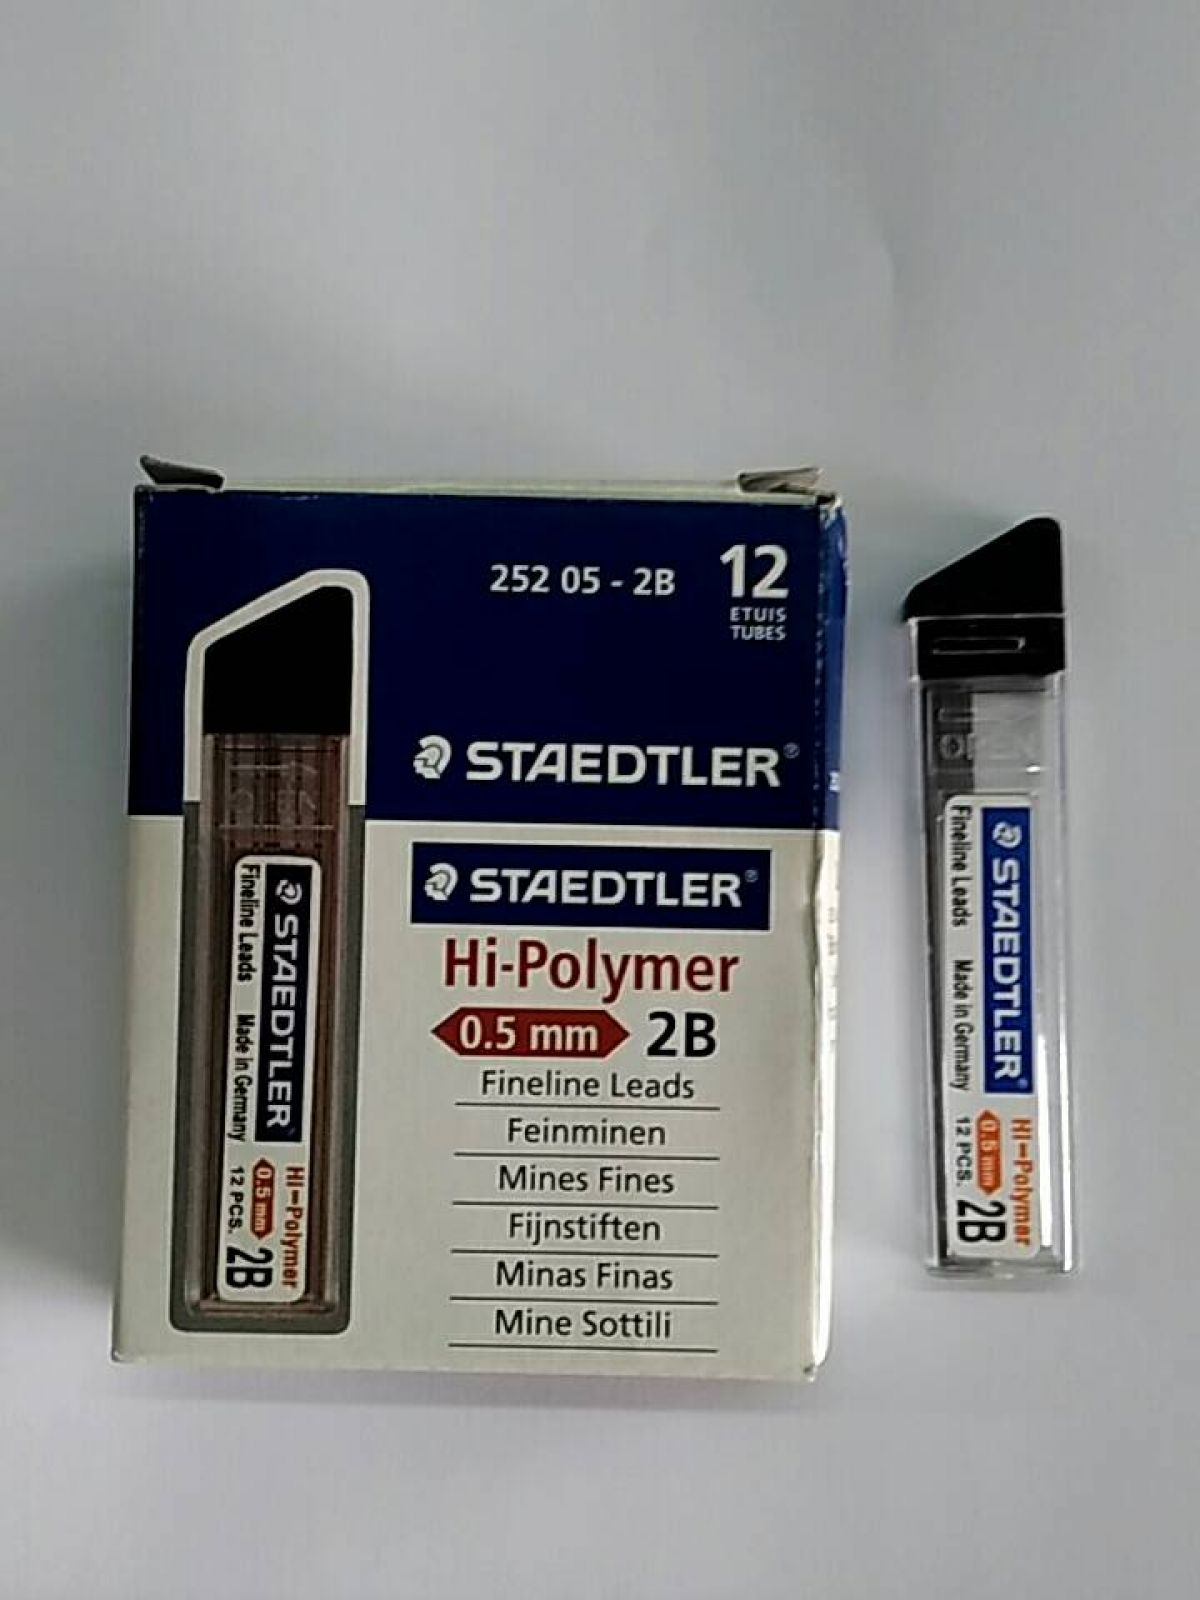 252 05 - 2B
12
ETUIS
TUBES
STAEDTLER®
STAEDTLER®
Hi-Polymer
0.5 mm 2B
Fineline Leads
Feinminen
Mines Fines
Fijnstiften
Minas Finas
Mine Sottili
STAEDTLER
Hi-Polymer
0.5 mm
Fineline Leads Made in Germany 12 PCS. 2B
STAEDTLER®
Hi-Polymer
0.5 mm
Fineline Leads Made in Germany 12 PCS. 2B